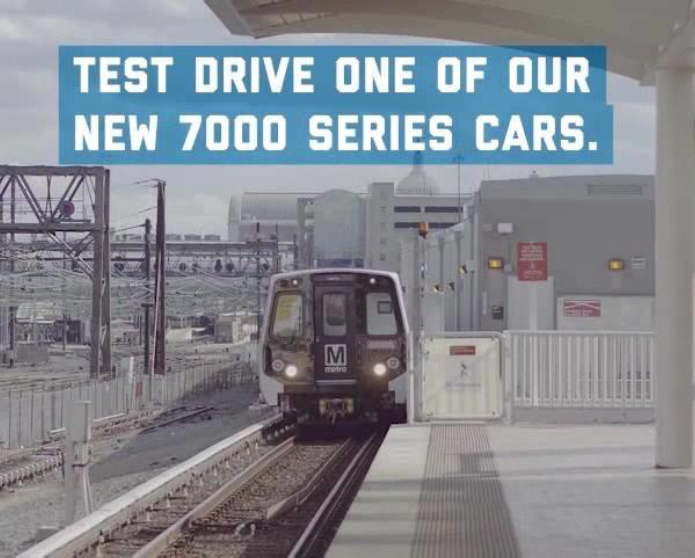 TEST DRIVE ONE OF OUR
NEW 7000 SERIES CARS.
M
metro